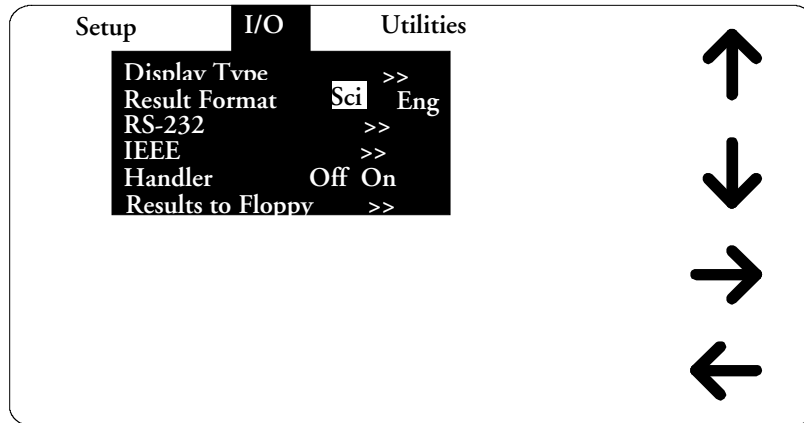 Setup I/O Utilities
Display Type >>
Result Format Sci Eng
RS-232 >>
IEEE >>
Handler Off On
Results to Floppy >>